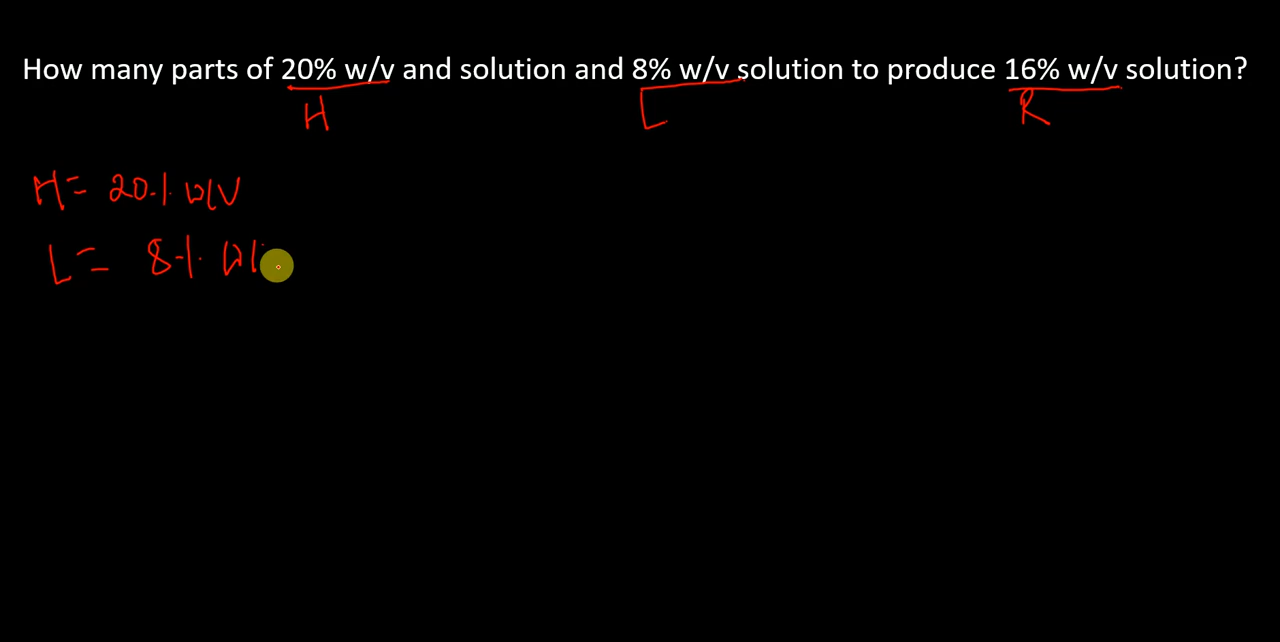 How many parts of 20% w/v and solution and 8% w/v solution to produce 16% w/v solution?
H L R
H = 20% w/v
L = 8% w/